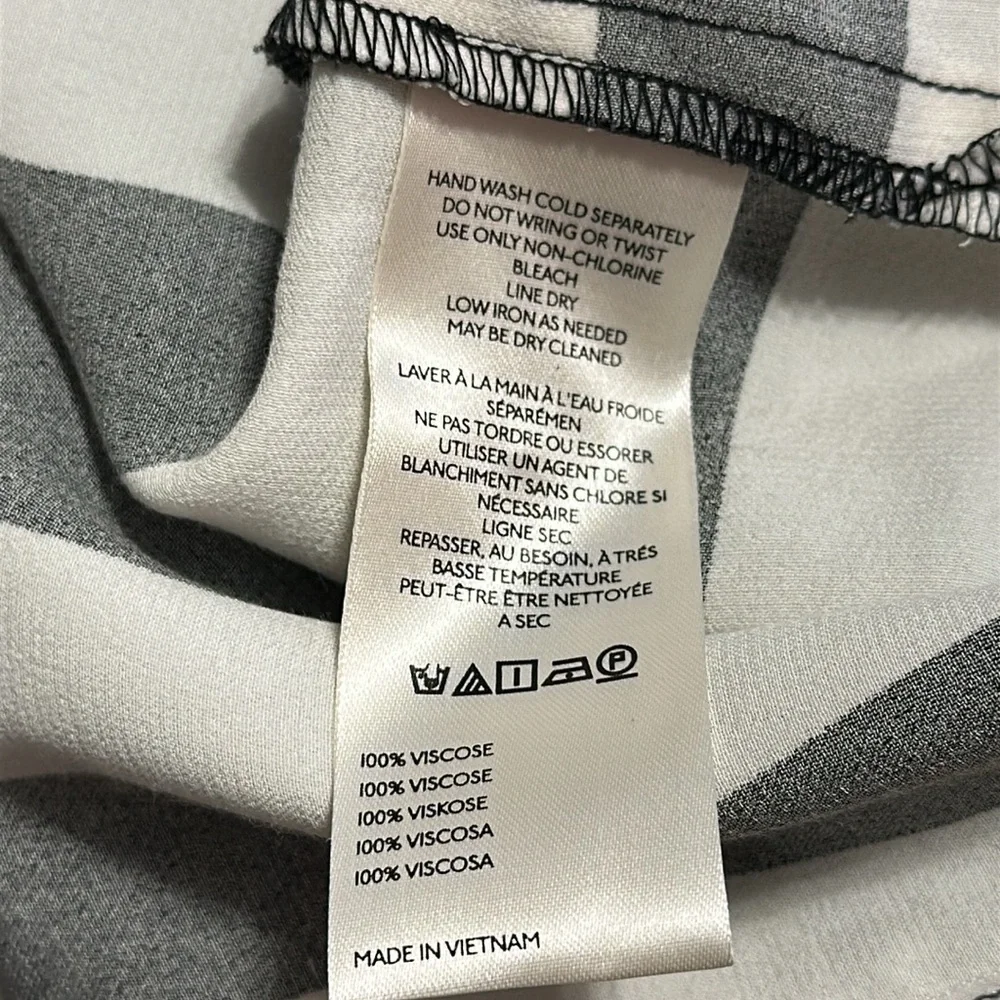 HAND WASH COLD SEPARATELY
DO NOT WRING OR TWIST
USE ONLY NON-CHLORINE
BLEACH
LINE DRY
LOW IRON AS NEEDED
MAY BE DRY CLEANED
LAVER À LA MAIN À L'EAU FROIDE
SÉPARÉMEN
NE PAS TORDRE OU ESSORER
UTILISER UN AGENT DE
BLANCHIMENT SANS CHLORE SI
NÉCESSAIRE
LIGNE SEC
REPASSER, AU BESOIN, À TRÉS
BASSE TEMPÉRATURE
PEUT-ÊTRE ÊTRE NETTOYÉE
A SEC
P
100% VISCOSE
100% VISCOSE
100% VISKOSE
100% VISCOSA
100% VISCOSA
MADE IN VIETNAM